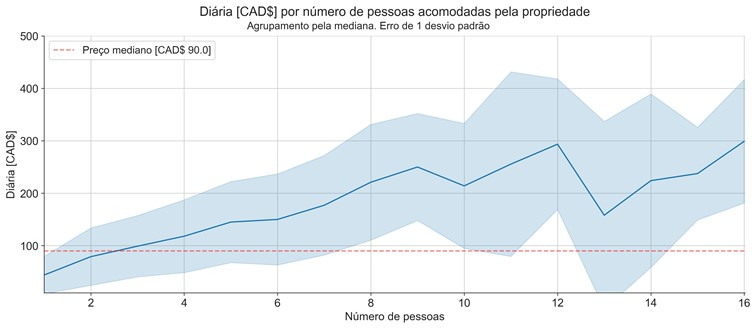 Diária [CAD$] por número de pessoas acomodadas pela propriedade
Agrupamento pela mediana. Erro de 1 desvio padrão
500
Preço mediano [CAD$ 90.0]
400
300
200
100
Diária [CAD$]
2
4
6
8
10
12
14
16
Número de pessoas